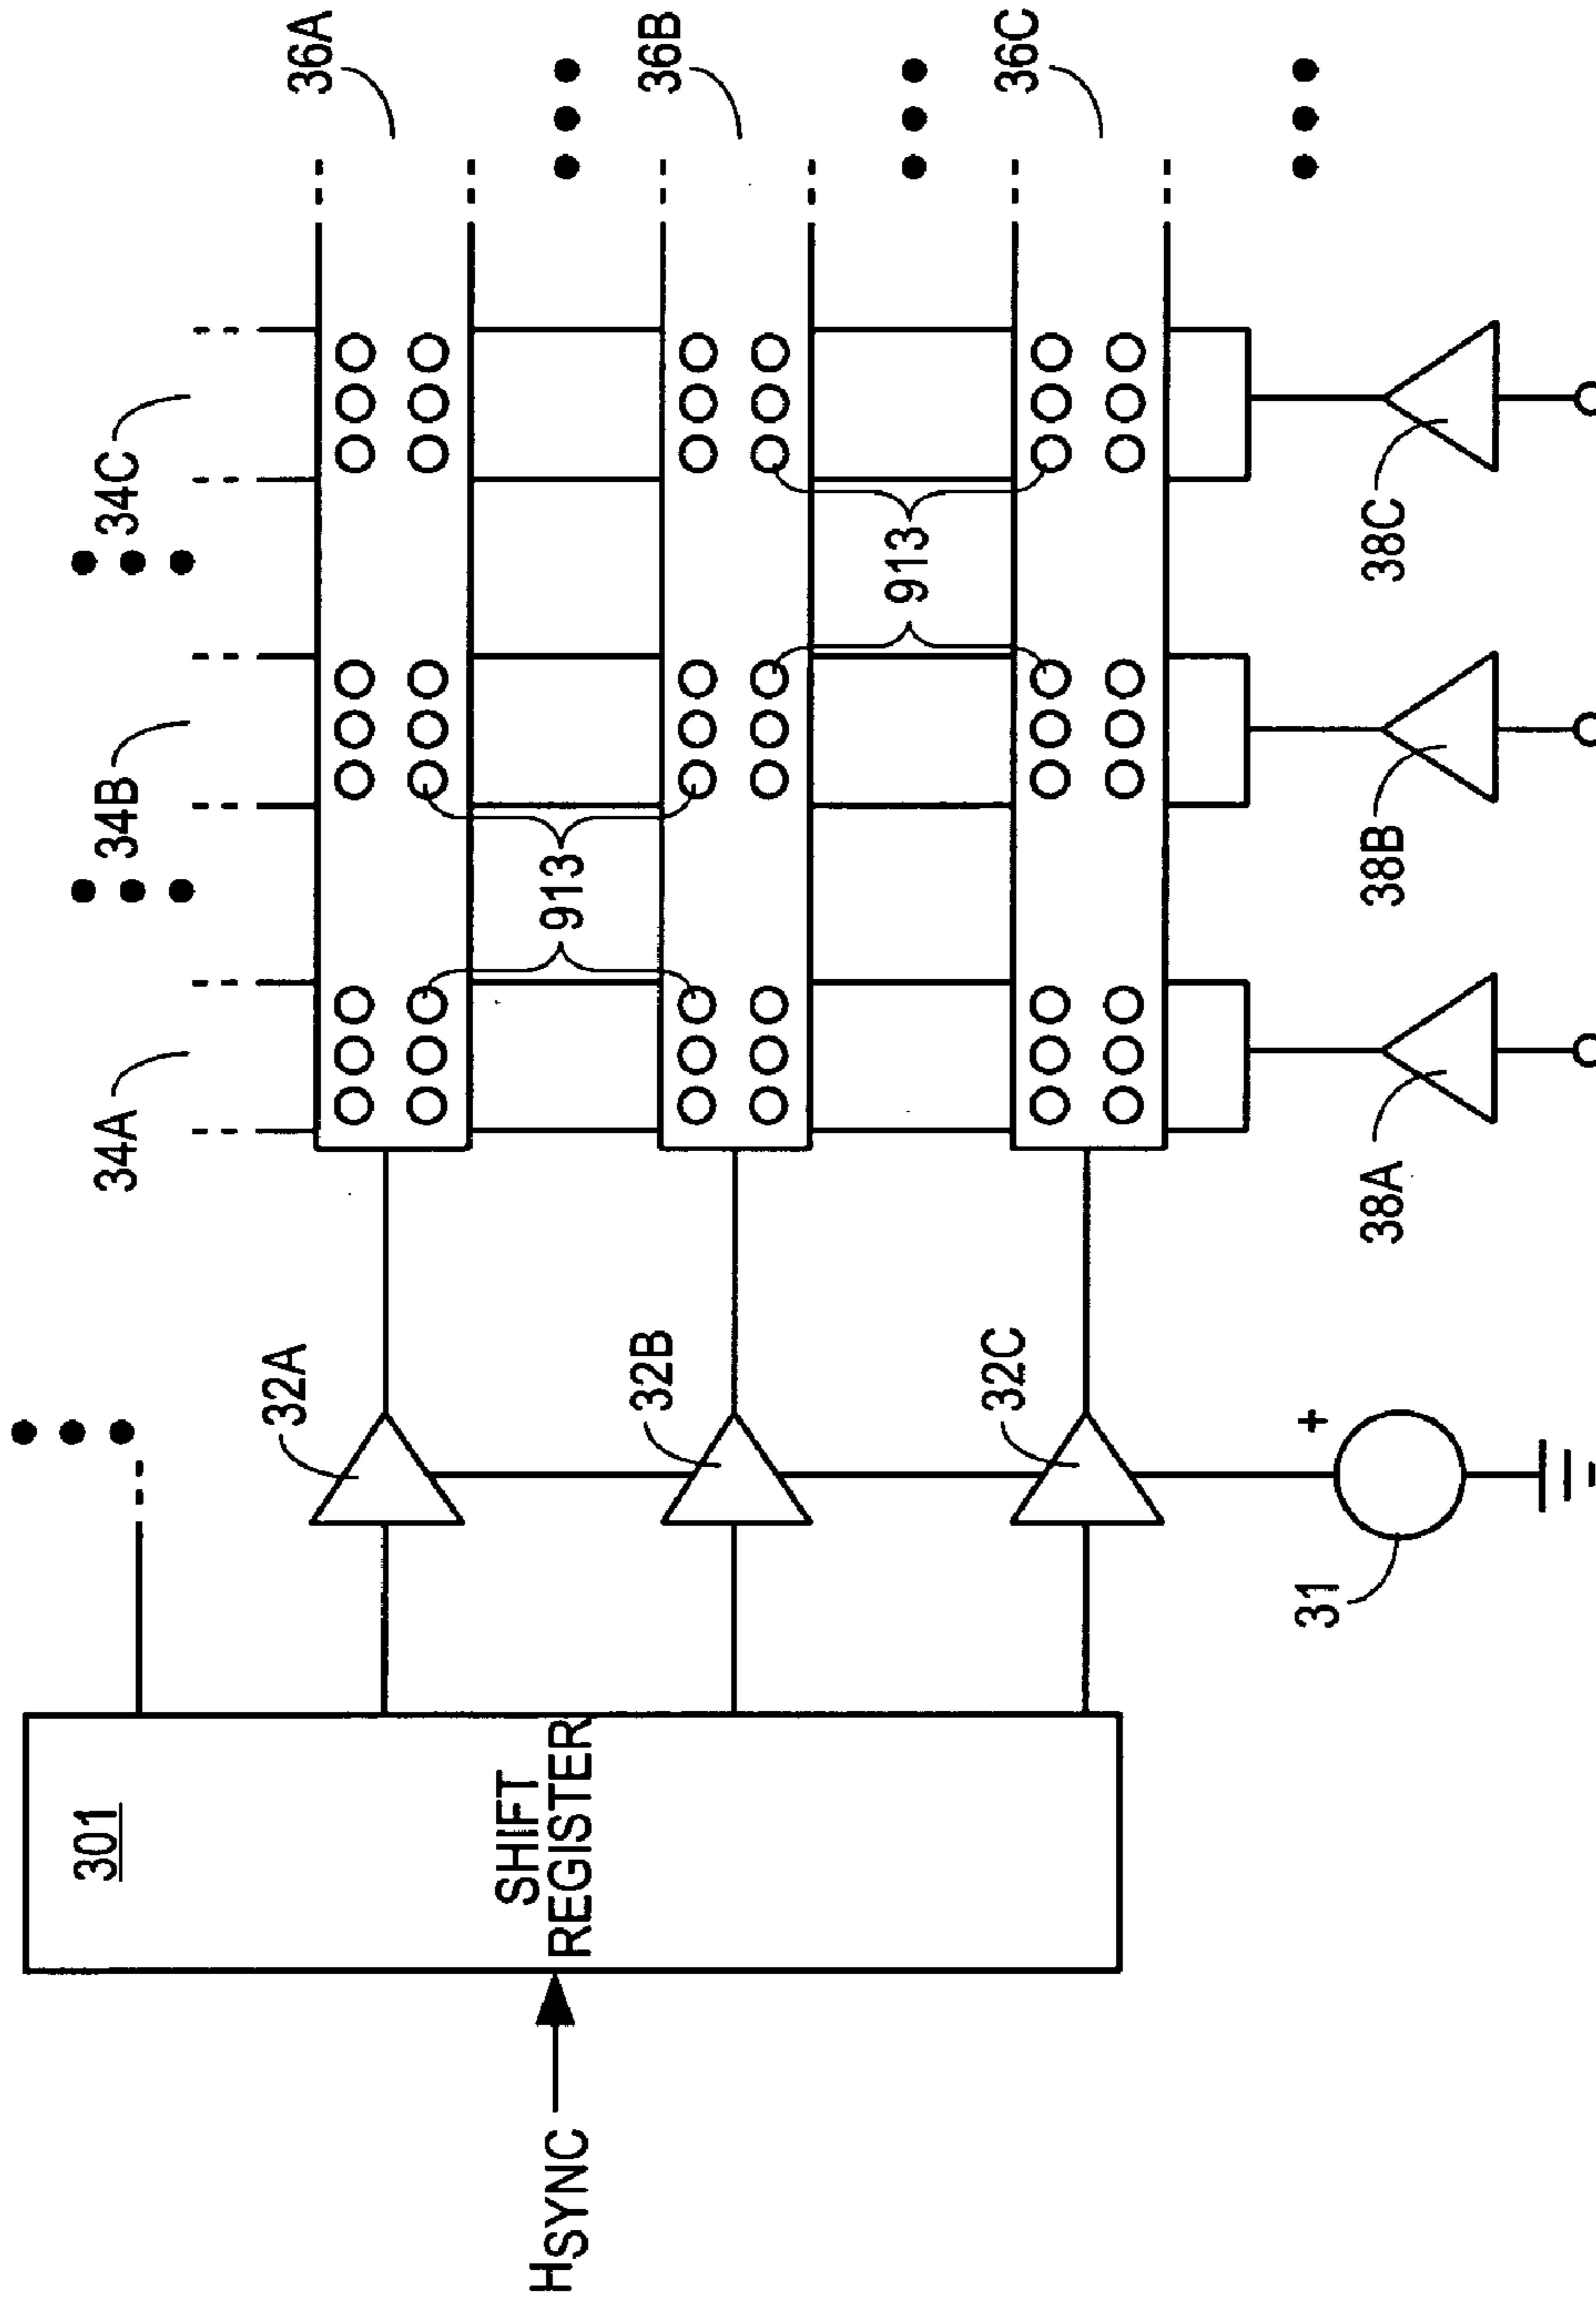 HSYNC
301
SHIFT
REGISTER
32A
32B
32C
31
+
34A
34B
34C
36A
36B
36C
913
913
913
913
38A
38B
38C